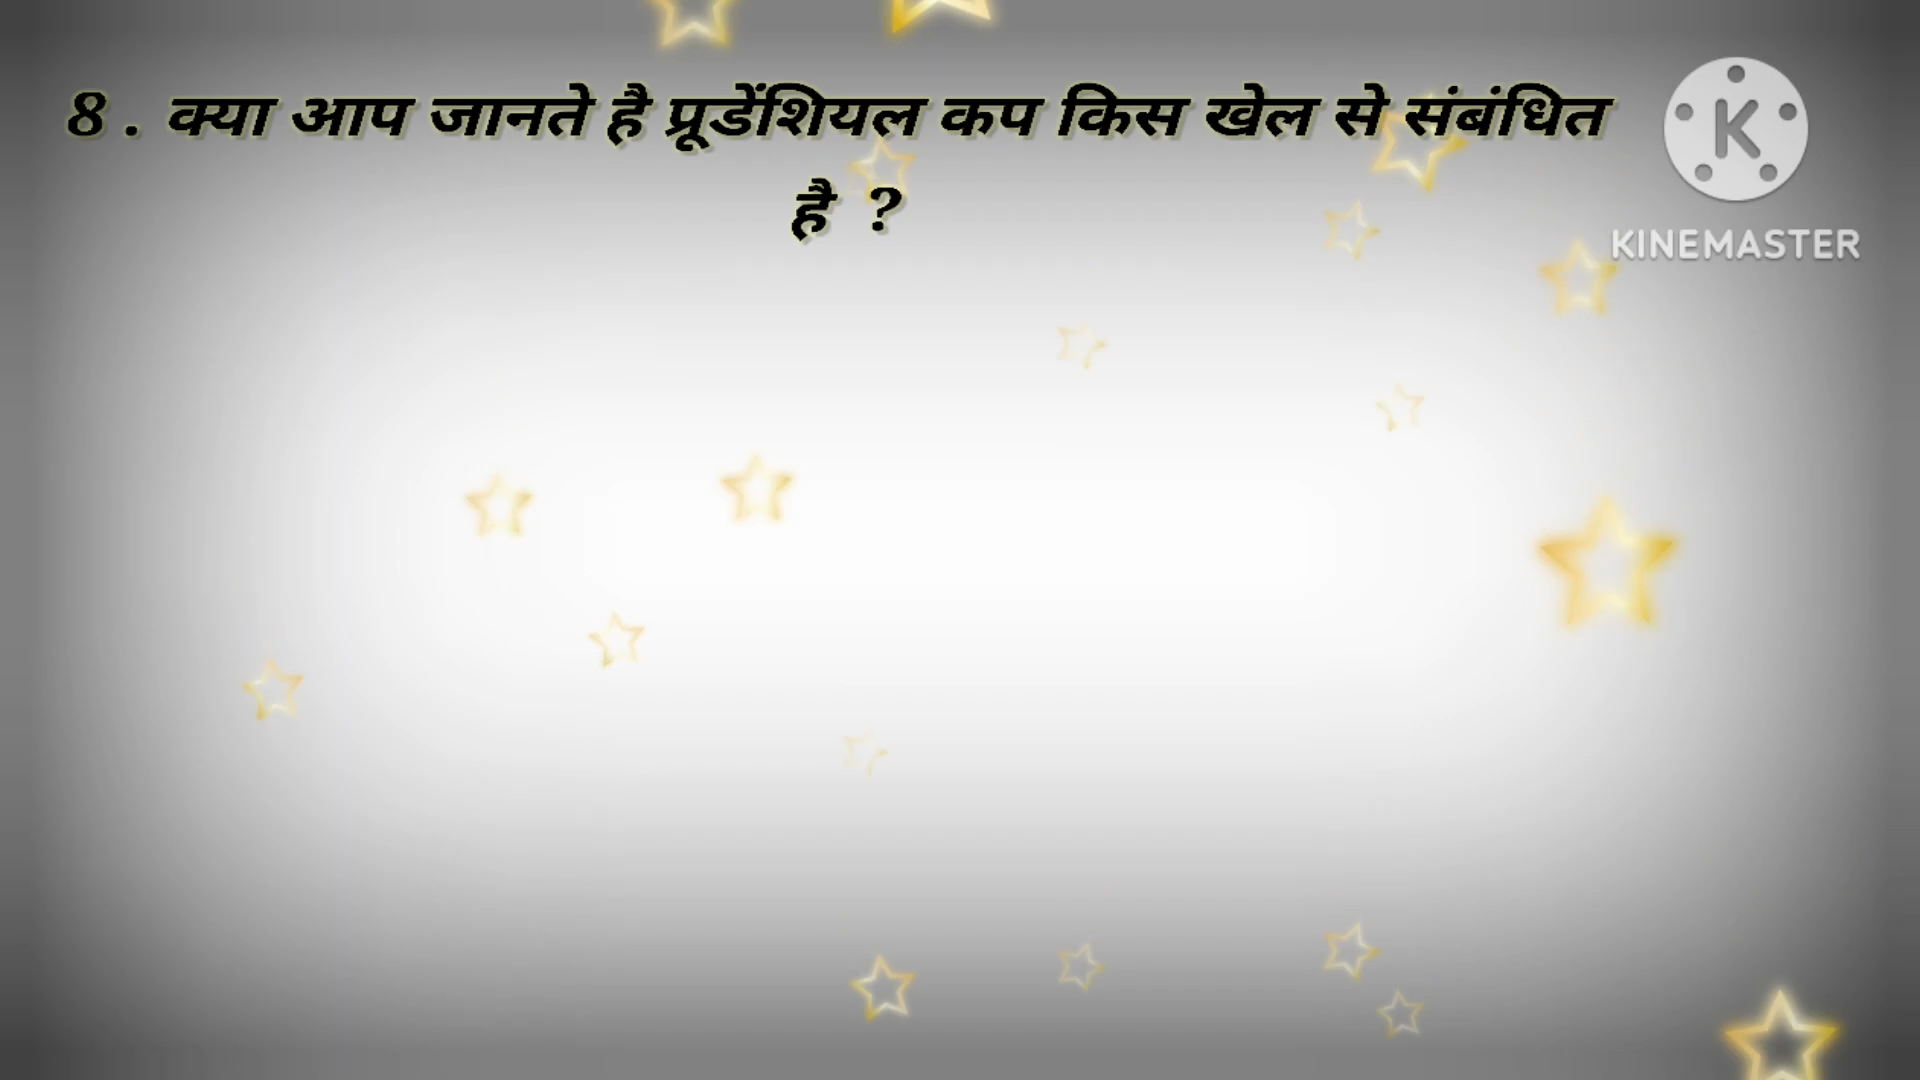 8 . क्या आप जानते है प्रूडेंशियल कप किस खेल से संबंधित
है ?
K
KINEMASTER